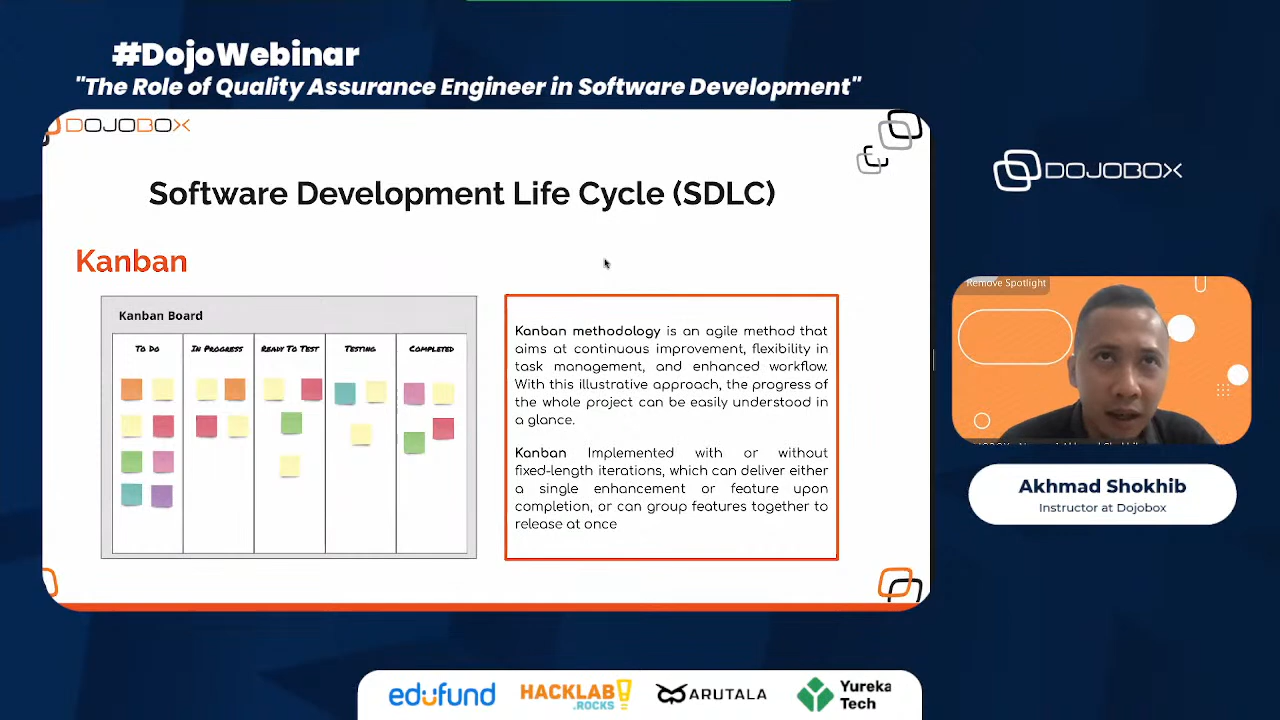 #DojoWebinar
"The Role of Quality Assurance Engineer in Software Development"
DOJOBOX
Software Development Life Cycle (SDLC)
Kanban
Kanban Board
TO DO
IN PROGRESS
READY TO TEST
TESTING
COMPLETED
Kanban methodology is an agile method that
aims at continuous improvement, flexibility in
task management, and enhanced workflow.
With this illustrative approach, the progress of
the whole project can be easily understood in
a glance.
Kanban Implemented with or without
fixed-length iterations, which can deliver either
a single enhancement or feature upon
completion, or can group features together to
release at once
DOJOBOX
Remove Spotlight
Akhmad Shokhib
Instructor at Dojobox
edufund
HACKLAB!
.ROCKS
ARUTALA
Yureka
Tech